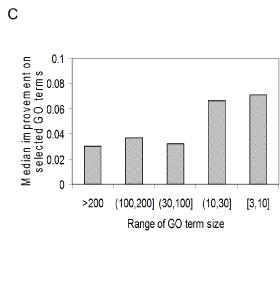 C
Median improvement on
selected GO terms
0.1
0.08
0.06
0.04
0.02
0
>200 (100,200] (30,100] (10,30] [3,10]
Range of GO term size